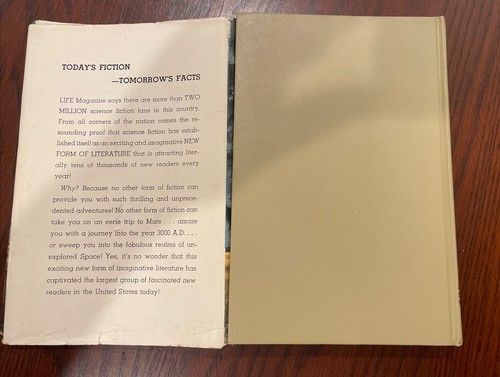 TODAY'S FICTION
—TOMORROW'S FACTS
LIFE Magazine says there are more than TWO
MILLION science fiction fans in this country.
From all corners of the nation comes the re-
sounding proof that science fiction has estab-
lished itself as an exciting and imaginative NEW
FORM OF LITERATURE that is attracting liter-
ally tens of thousands of new readers every
year!
Why? Because no other form of fiction can
provide you with such thrilling and unprece-
dented adventures! No other form of fiction can
take you on an eerie trip to Mars . . . amaze
you with a journey into the year 3000 A.D. . . .
or sweep you into the fabulous realms of un-
explored Space! Yes, it's no wonder that this
exciting new form of imaginative literature has
captivated the largest group of fascinated new
readers in the United States today!